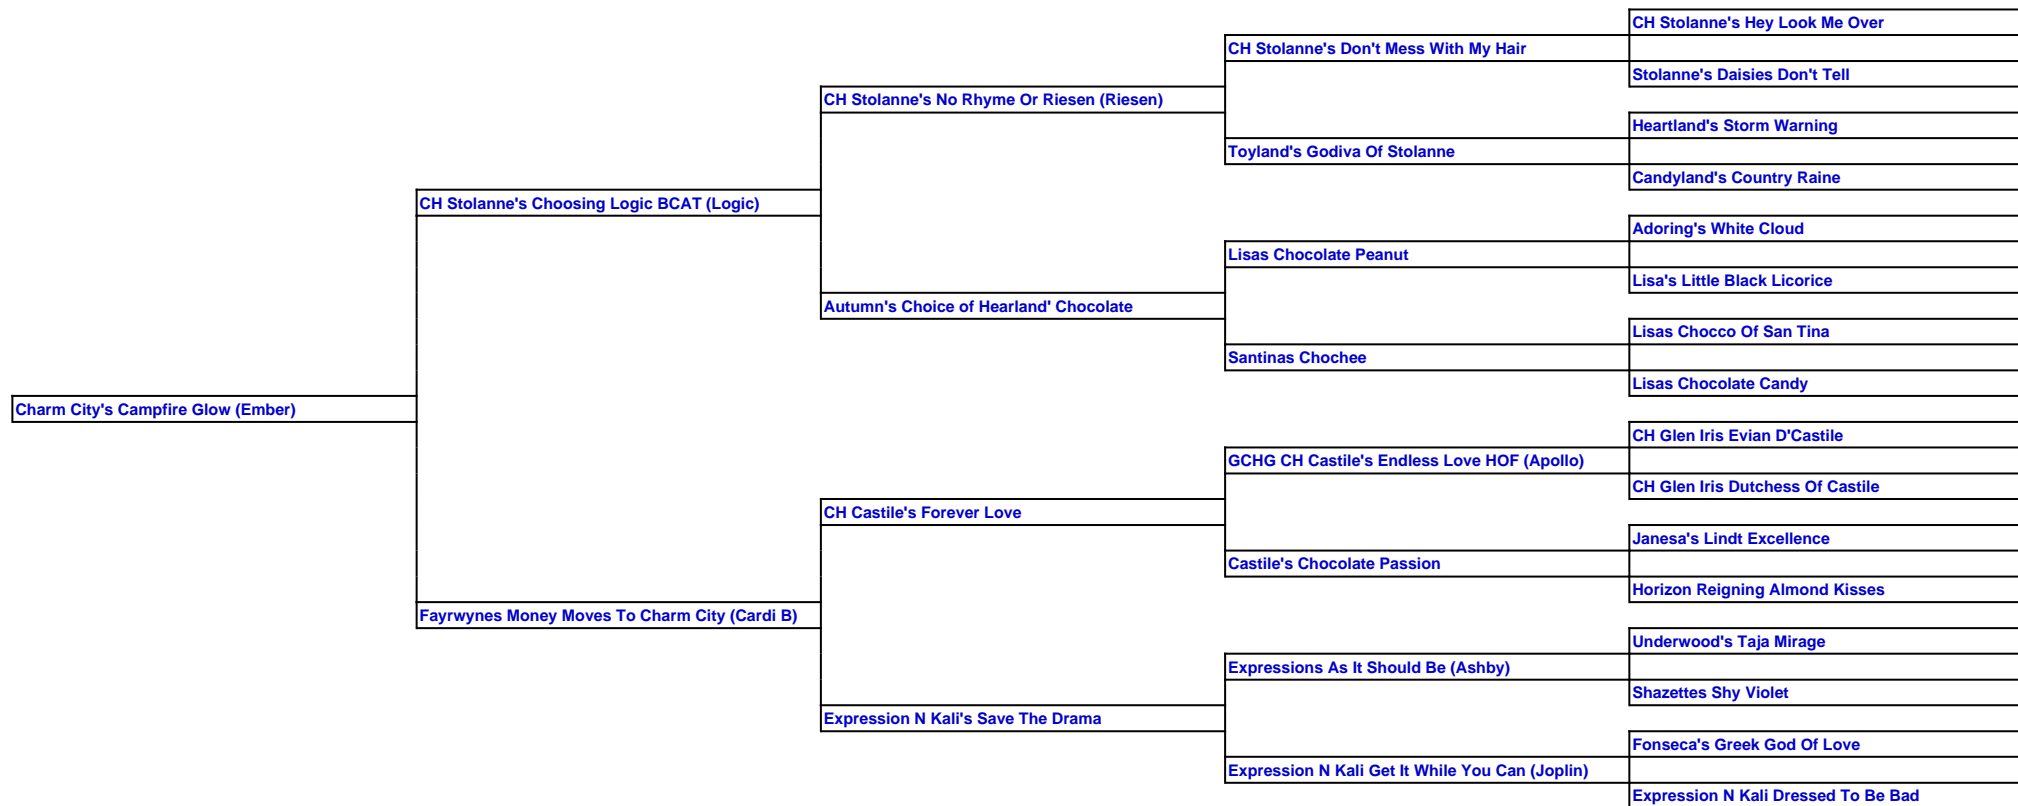 CH Stolanne's Hey Look Me Over
CH Stolanne's Don't Mess With My Hair
Stolanne's Daisies Don't Tell
CH Stolanne's No Rhyme Or Riesen (Riesen)
Heartland's Storm Warning
Toyland's Godiva Of Stolanne
Candyland's Country Raine
CH Stolanne's Choosing Logic BCAT (Logic)
Adoring's White Cloud
Lisas Chocolate Peanut
Lisa's Little Black Licorice
Autumn's Choice of Hearland' Chocolate
Lisas Chocco Of San Tina
Santinas Chochee
Lisas Chocolate Candy
Charm City's Campfire Glow (Ember)
CH Glen Iris Evian D'Castile
GCHG CH Castile's Endless Love HOF (Apollo)
CH Glen Iris Dutchess Of Castile
CH Castile's Forever Love
Janesa's Lindt Excellence
Castile's Chocolate Passion
Horizon Reigning Almond Kisses
Fayrwynes Money Moves To Charm City (Cardi B)
Underwood's Taja Mirage
Expressions As It Should Be (Ashby)
Shazettes Shy Violet
Expression N Kali's Save The Drama
Fonseca's Greek God Of Love
Expression N Kali Get It While You Can (Joplin)
Expression N Kali Dressed To Be Bad